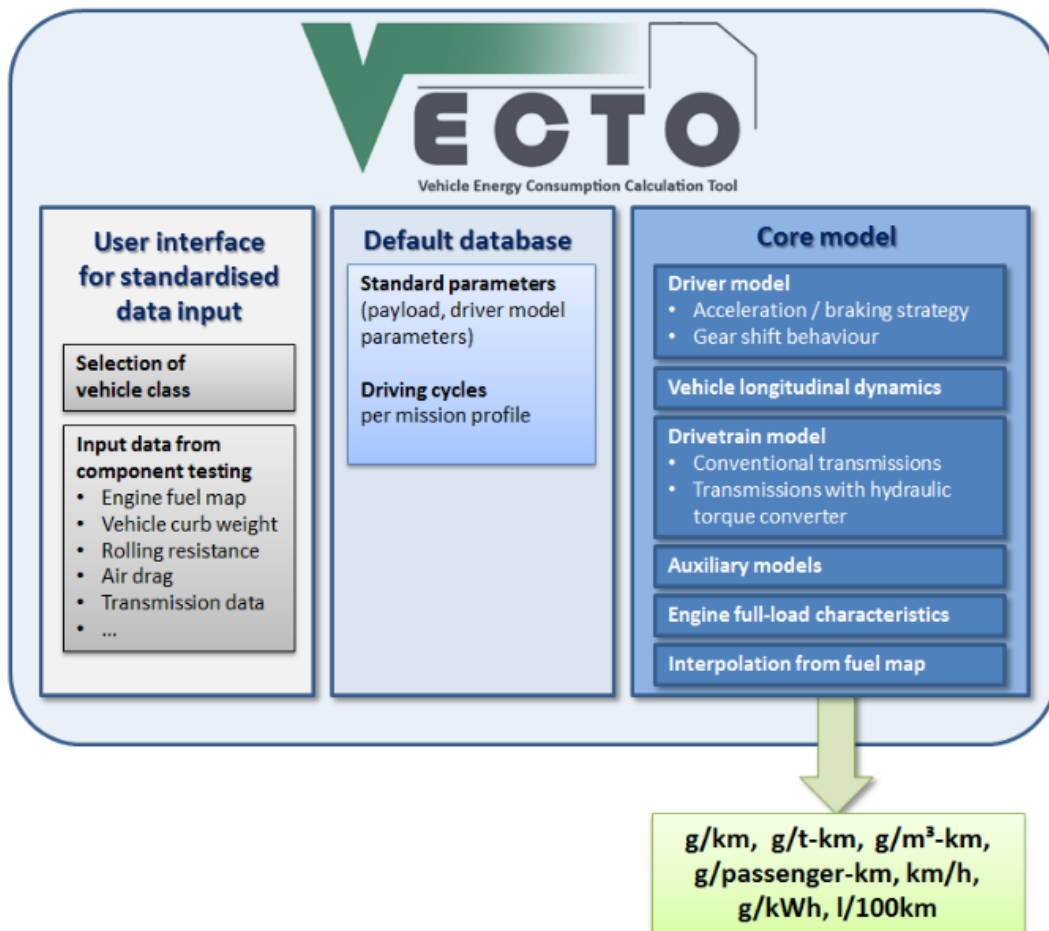 VECTO
Vehicle Energy Consumption Calculation Tool
User interface
for standardised
data input
Selection of
vehicle class
Input data from
component testing
• Engine fuel map
• Vehicle curb weight
• Rolling resistance
• Air drag
• Transmission data
• ...
Default database
Standard parameters
(payload, driver model
parameters)
Driving cycles
per mission profile
Core model
Driver model
• Acceleration / braking strategy
• Gear shift behaviour
Vehicle longitudinal dynamics
Drivetrain model
• Conventional transmissions
• Transmissions with hydraulic
torque converter
Auxiliary models
Engine full-load characteristics
Interpolation from fuel map
g/km, g/t-km, g/m³-km,
g/passenger-km, km/h,
g/kWh, l/100km